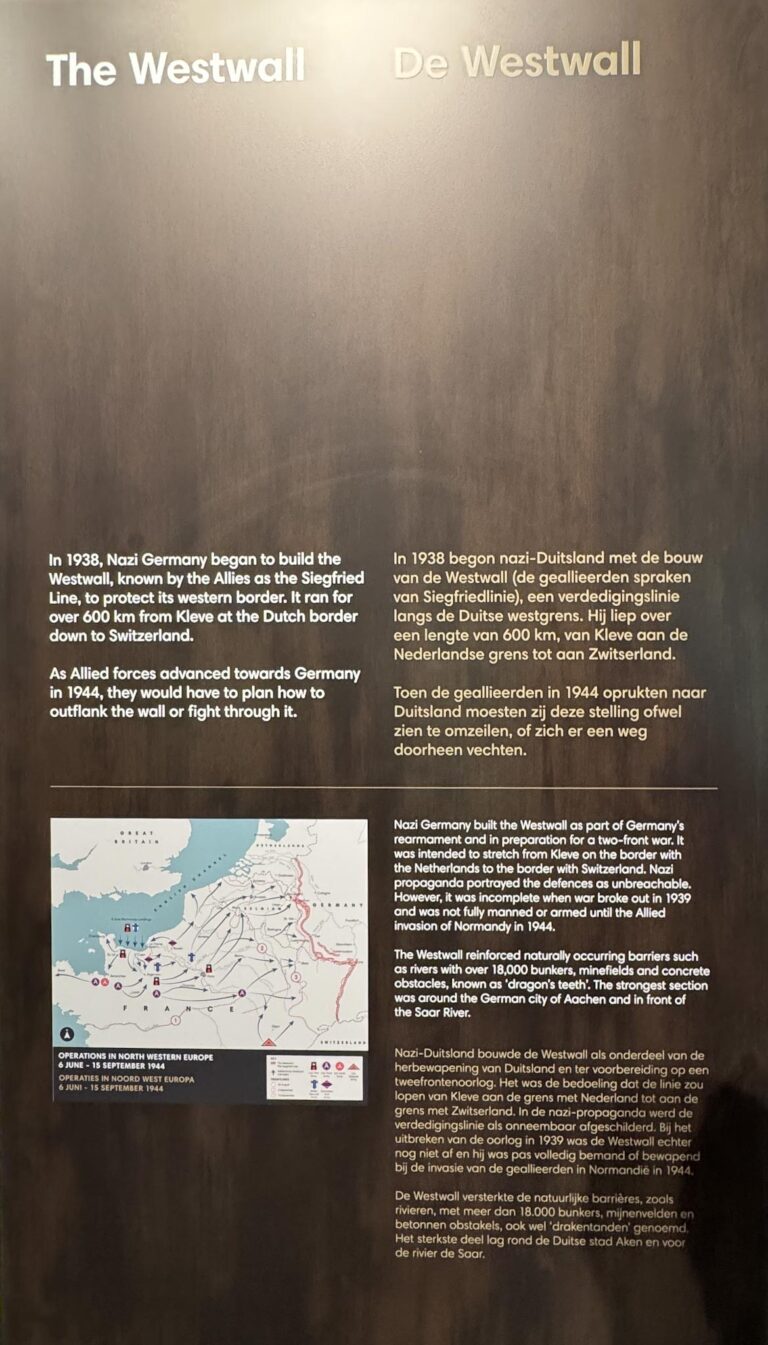 The Westwall
De Westwall
In 1938, Nazi Germany began to build the
Westwall, known by the Allies as the Siegfried
Line, to protect its western border. It ran for
over 600 km from Kleve at the Dutch border
down to Switzerland.
As Allied forces advanced towards Germany
in 1944, they would have to plan how to
outflank the wall or fight through it.
In 1938 begon nazi-Duitsland met de bouw
van de Westwall (de geallieerden spraken
van Siegfriedlinie), een verdedigingslinie
langs de Duitse westgrens. Hij liep over
een lengte van 600 km, van Kleve aan de
Nederlandse grens tot aan Zwitserland.
Toen de geallieerden in 1944 oprukten naar
Duitsland moesten zij deze stelling ofwel
zien te omzeilen, of zich er een weg
doorheen vechten.
GREAT
BRITAIN
ENGLISH CHANNEL
NETHERLANDS
BELGIUM
GERMANY
FRANCE
SWITZERLAND
OPERATIONS IN NORTH WESTERN EUROPE
6 JUNE - 15 SEPTEMBER 1944
OPERATIES IN NOORD WEST EUROPA
6 JUNI - 15 SEPTEMBER 1944
Nazi Germany built the Westwall as part of Germany's
rearmament and in preparation for a two-front war. It
was intended to stretch from Kleve on the border with
the Netherlands to the border with Switzerland. Nazi
propaganda portrayed the defences as unbreachable.
However, it was incomplete when war broke out in 1939
and was not fully manned or armed until the Allied
invasion of Normandy in 1944.
The Westwall reinforced naturally occurring barriers such
as rivers with over 18,000 bunkers, minefields and concrete
obstacles, known as 'dragon's teeth'. The strongest section
was around the German city of Aachen and in front of
the Saar River.
Nazi-Duitsland bouwde de Westwall als onderdeel van de
herbewapening van Duitsland en ter voorbereiding op een
tweefrontenoorlog. Het was de bedoeling dat de linie zou
lopen van Kleve aan de grens met Nederland tot aan de
grens met Zwitserland. In de nazi-propaganda werd de
verdedigingslinie als onneembaar afgeschilderd. Bij het
uitbreken van de oorlog in 1939 was de Westwall echter
nog niet af en hij was pas volledig bemand of bewapend
bij de invasie van de geallieerden in Normandië in 1944.
De Westwall versterkte de natuurlijke barrières, zoals
rivieren, met meer dan 18.000 bunkers, mijnenvelden en
betonnen obstakels, ook wel 'drakentanden' genoemd.
Het sterkste deel lag rond de Duitse stad Aken en voor
de rivier de Saar.